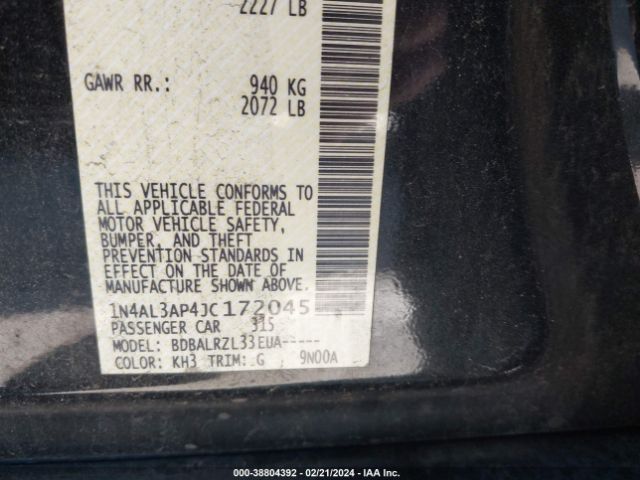 2227 LB
GAWR RR.: 940 KG
2072 LB
THIS VEHICLE CONFORMS TO
ALL APPLICABLE FEDERAL
MOTOR VEHICLE SAFETY,
BUMPER, AND THEFT
PREVENTION STANDARDS IN
EFFECT ON THE DATE OF
MANUFACTURE SHOWN ABOVE.
1N4AL3AP4JC172045
PASSENGER CAR 315
MODEL: BDBALRZL33EUA-----
COLOR: KH3 TRIM: G 9N00A
000-38804392 - 02/21/2024 - IAA Inc.